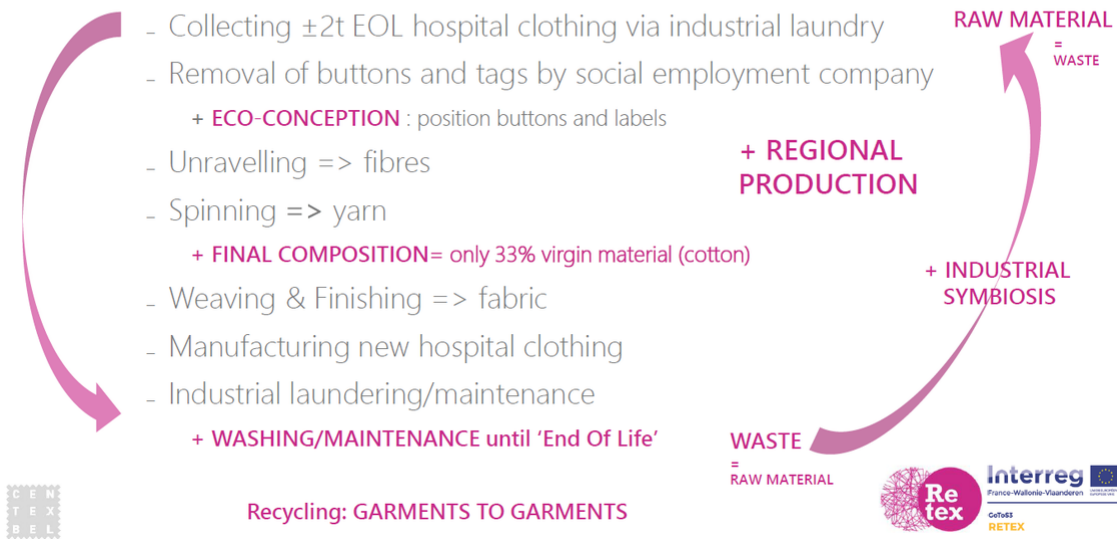 - Collecting ±2t EOL hospital clothing via industrial laundry
- Removal of buttons and tags by social employment company
+ ECO-CONCEPTION : position buttons and labels
- Unravelling => fibres
- Spinning => yarn
+ FINAL COMPOSITION= only 33% virgin material (cotton)
- Weaving & Finishing => fabric
- Manufacturing new hospital clothing
- Industrial laundering/maintenance
+ WASHING/MAINTENANCE until 'End Of Life'
Recycling: GARMENTS TO GARMENTS
RAW MATERIAL
=
WASTE
+ REGIONAL
PRODUCTION
+ INDUSTRIAL
SYMBIOSIS
WASTE
=
RAW MATERIAL
CEN
TEX
BEL
Re
tex
Interreg
France-Wallonie-Vlaanderen
GoToS3
RETEX